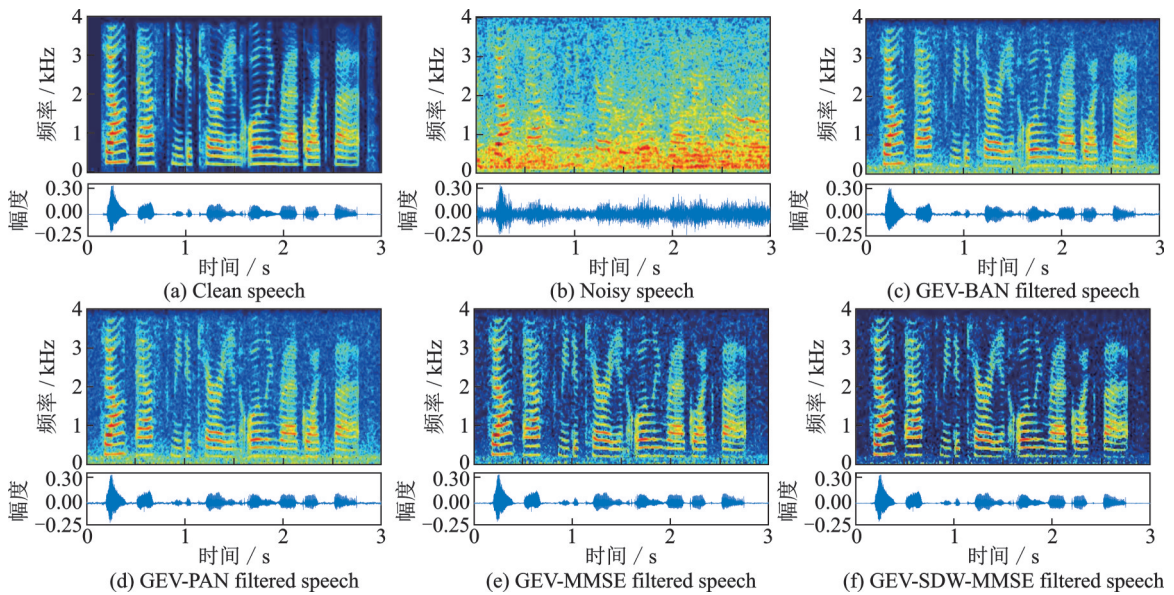 4
3
2
1
0
频率 / kHz
0.30
0.00
−0.25
幅度
0 1 2 3
时间 / s
(a) Clean speech
4
3
2
1
0
频率 / kHz
0.30
0.00
−0.25
幅度
0 1 2 3
时间 / s
(b) Noisy speech
4
3
2
1
0
频率 / kHz
0.30
0.00
−0.25
幅度
0 1 2 3
时间 / s
(c) GEV-BAN filtered speech
4
3
2
1
0
频率 / kHz
0.30
0.00
−0.25
幅度
0 1 2 3
时间 / s
(d) GEV-PAN filtered speech
4
3
2
1
0
频率 / kHz
0.30
0.00
−0.25
幅度
0 1 2 3
时间 / s
(e) GEV-MMSE filtered speech
4
3
2
1
0
频率 / kHz
0.30
0.00
−0.25
幅度
0 1 2 3
时间 / s
(f) GEV-SDW-MMSE filtered speech